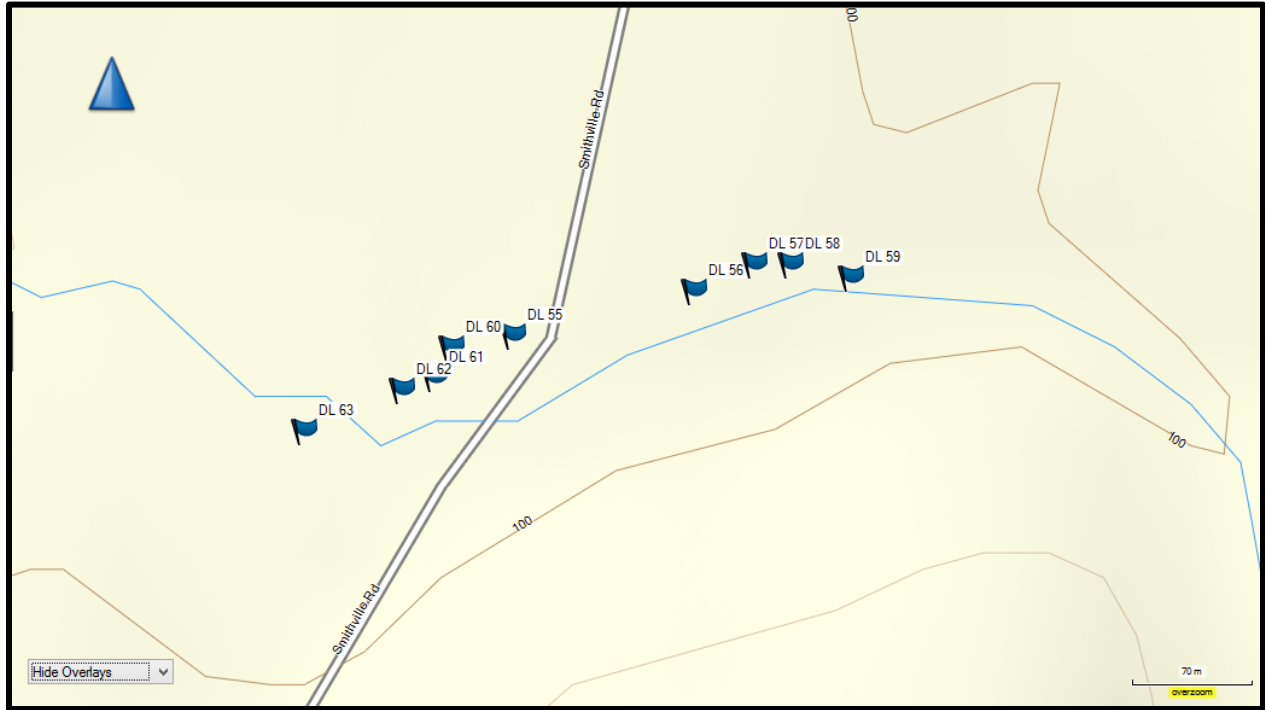 00
Smithville Rd
DL 57
DL 58
DL 59
DL 56
DL 55
DL 60
DL 61
DL 62
DL 63
100
100
Smithville Rd
Hide Overlays
70 m
overzoom